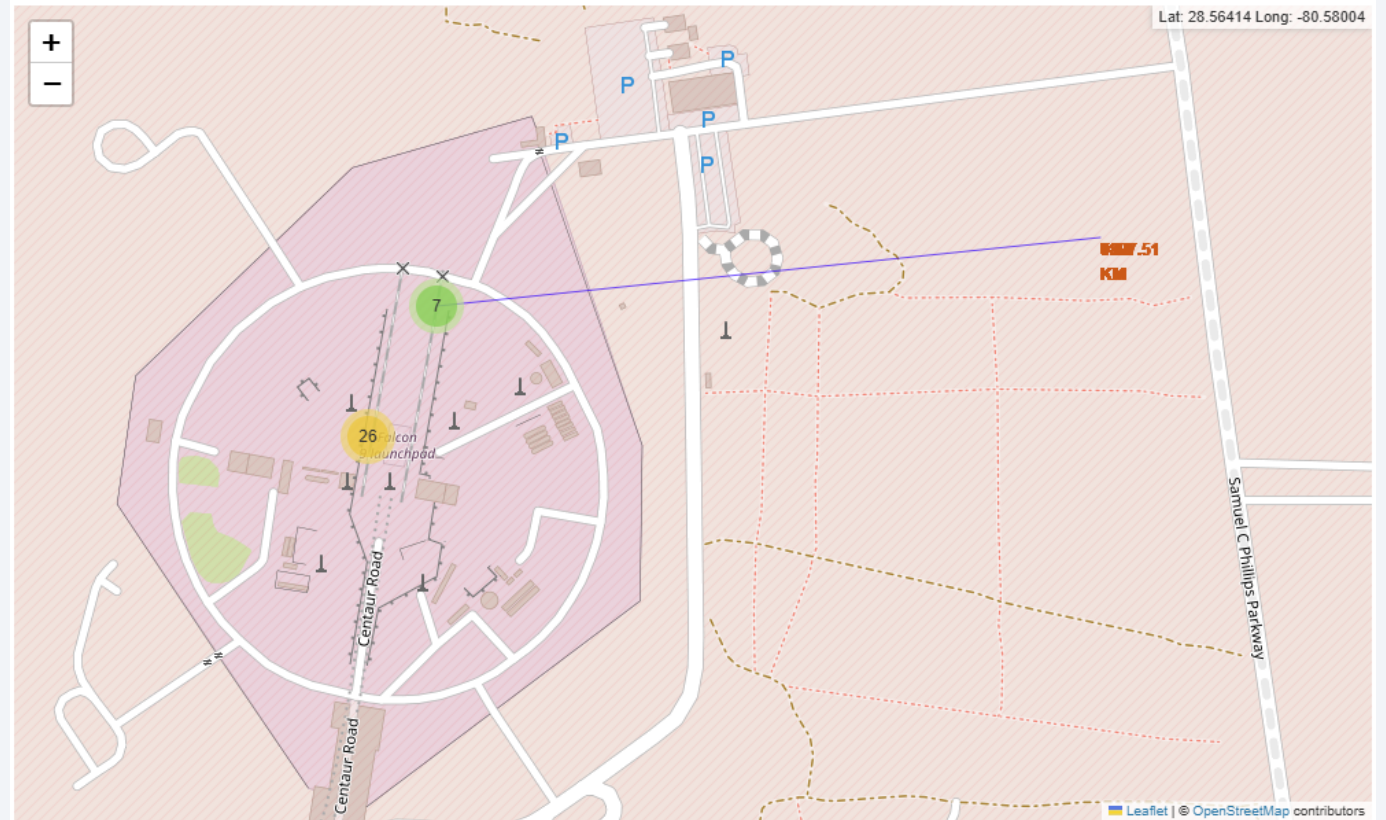 +
−
Lat: 28.56414 Long: -80.58004
P
P
P
P
P
.51
KM
7
26
Falcon
9 launchpad
Centaur Road
Centaur Road
Samuel C Phillips Parkway
Leaflet | © OpenStreetMap contributors